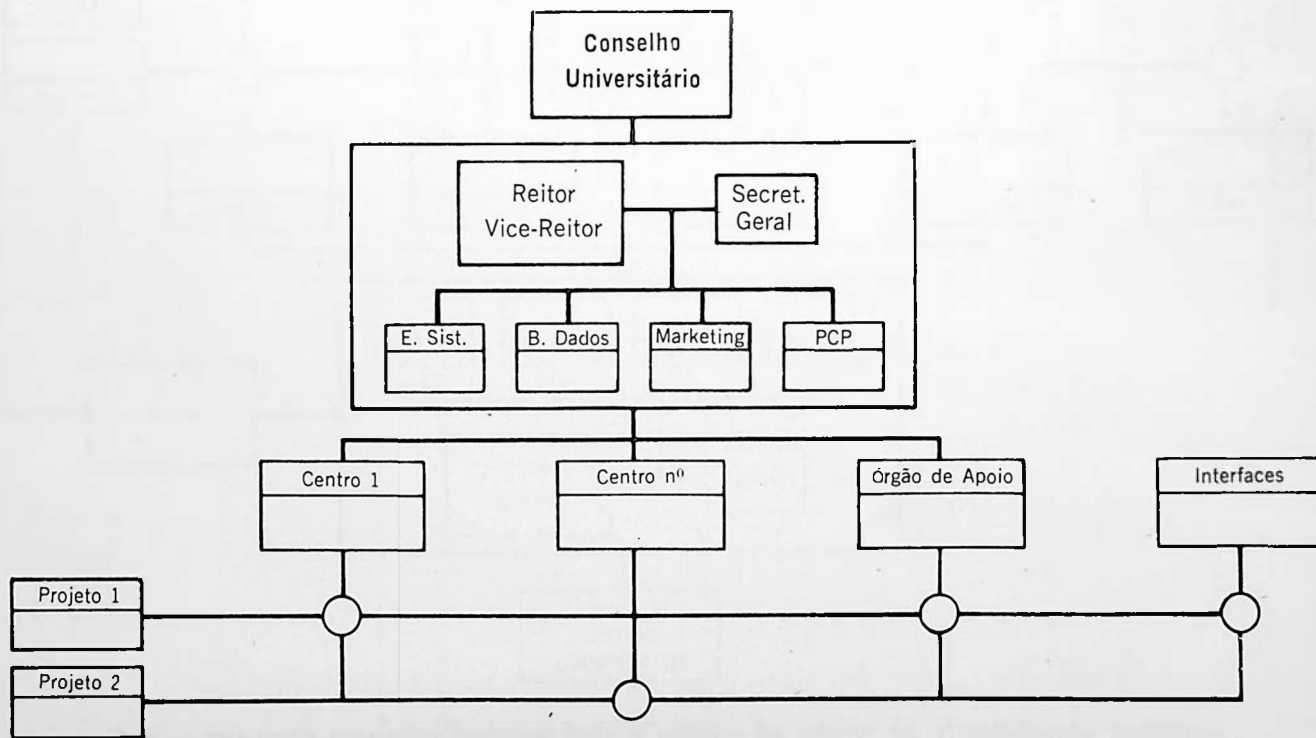 Conselho
Universitário
Reitor
Vice-Reitor
Secret.
Geral
E. Sist.
B. Dados
Marketing
PCP
Centro 1
Centro nº
Órgão de Apoio
Interfaces
Projeto 1
Projeto 2